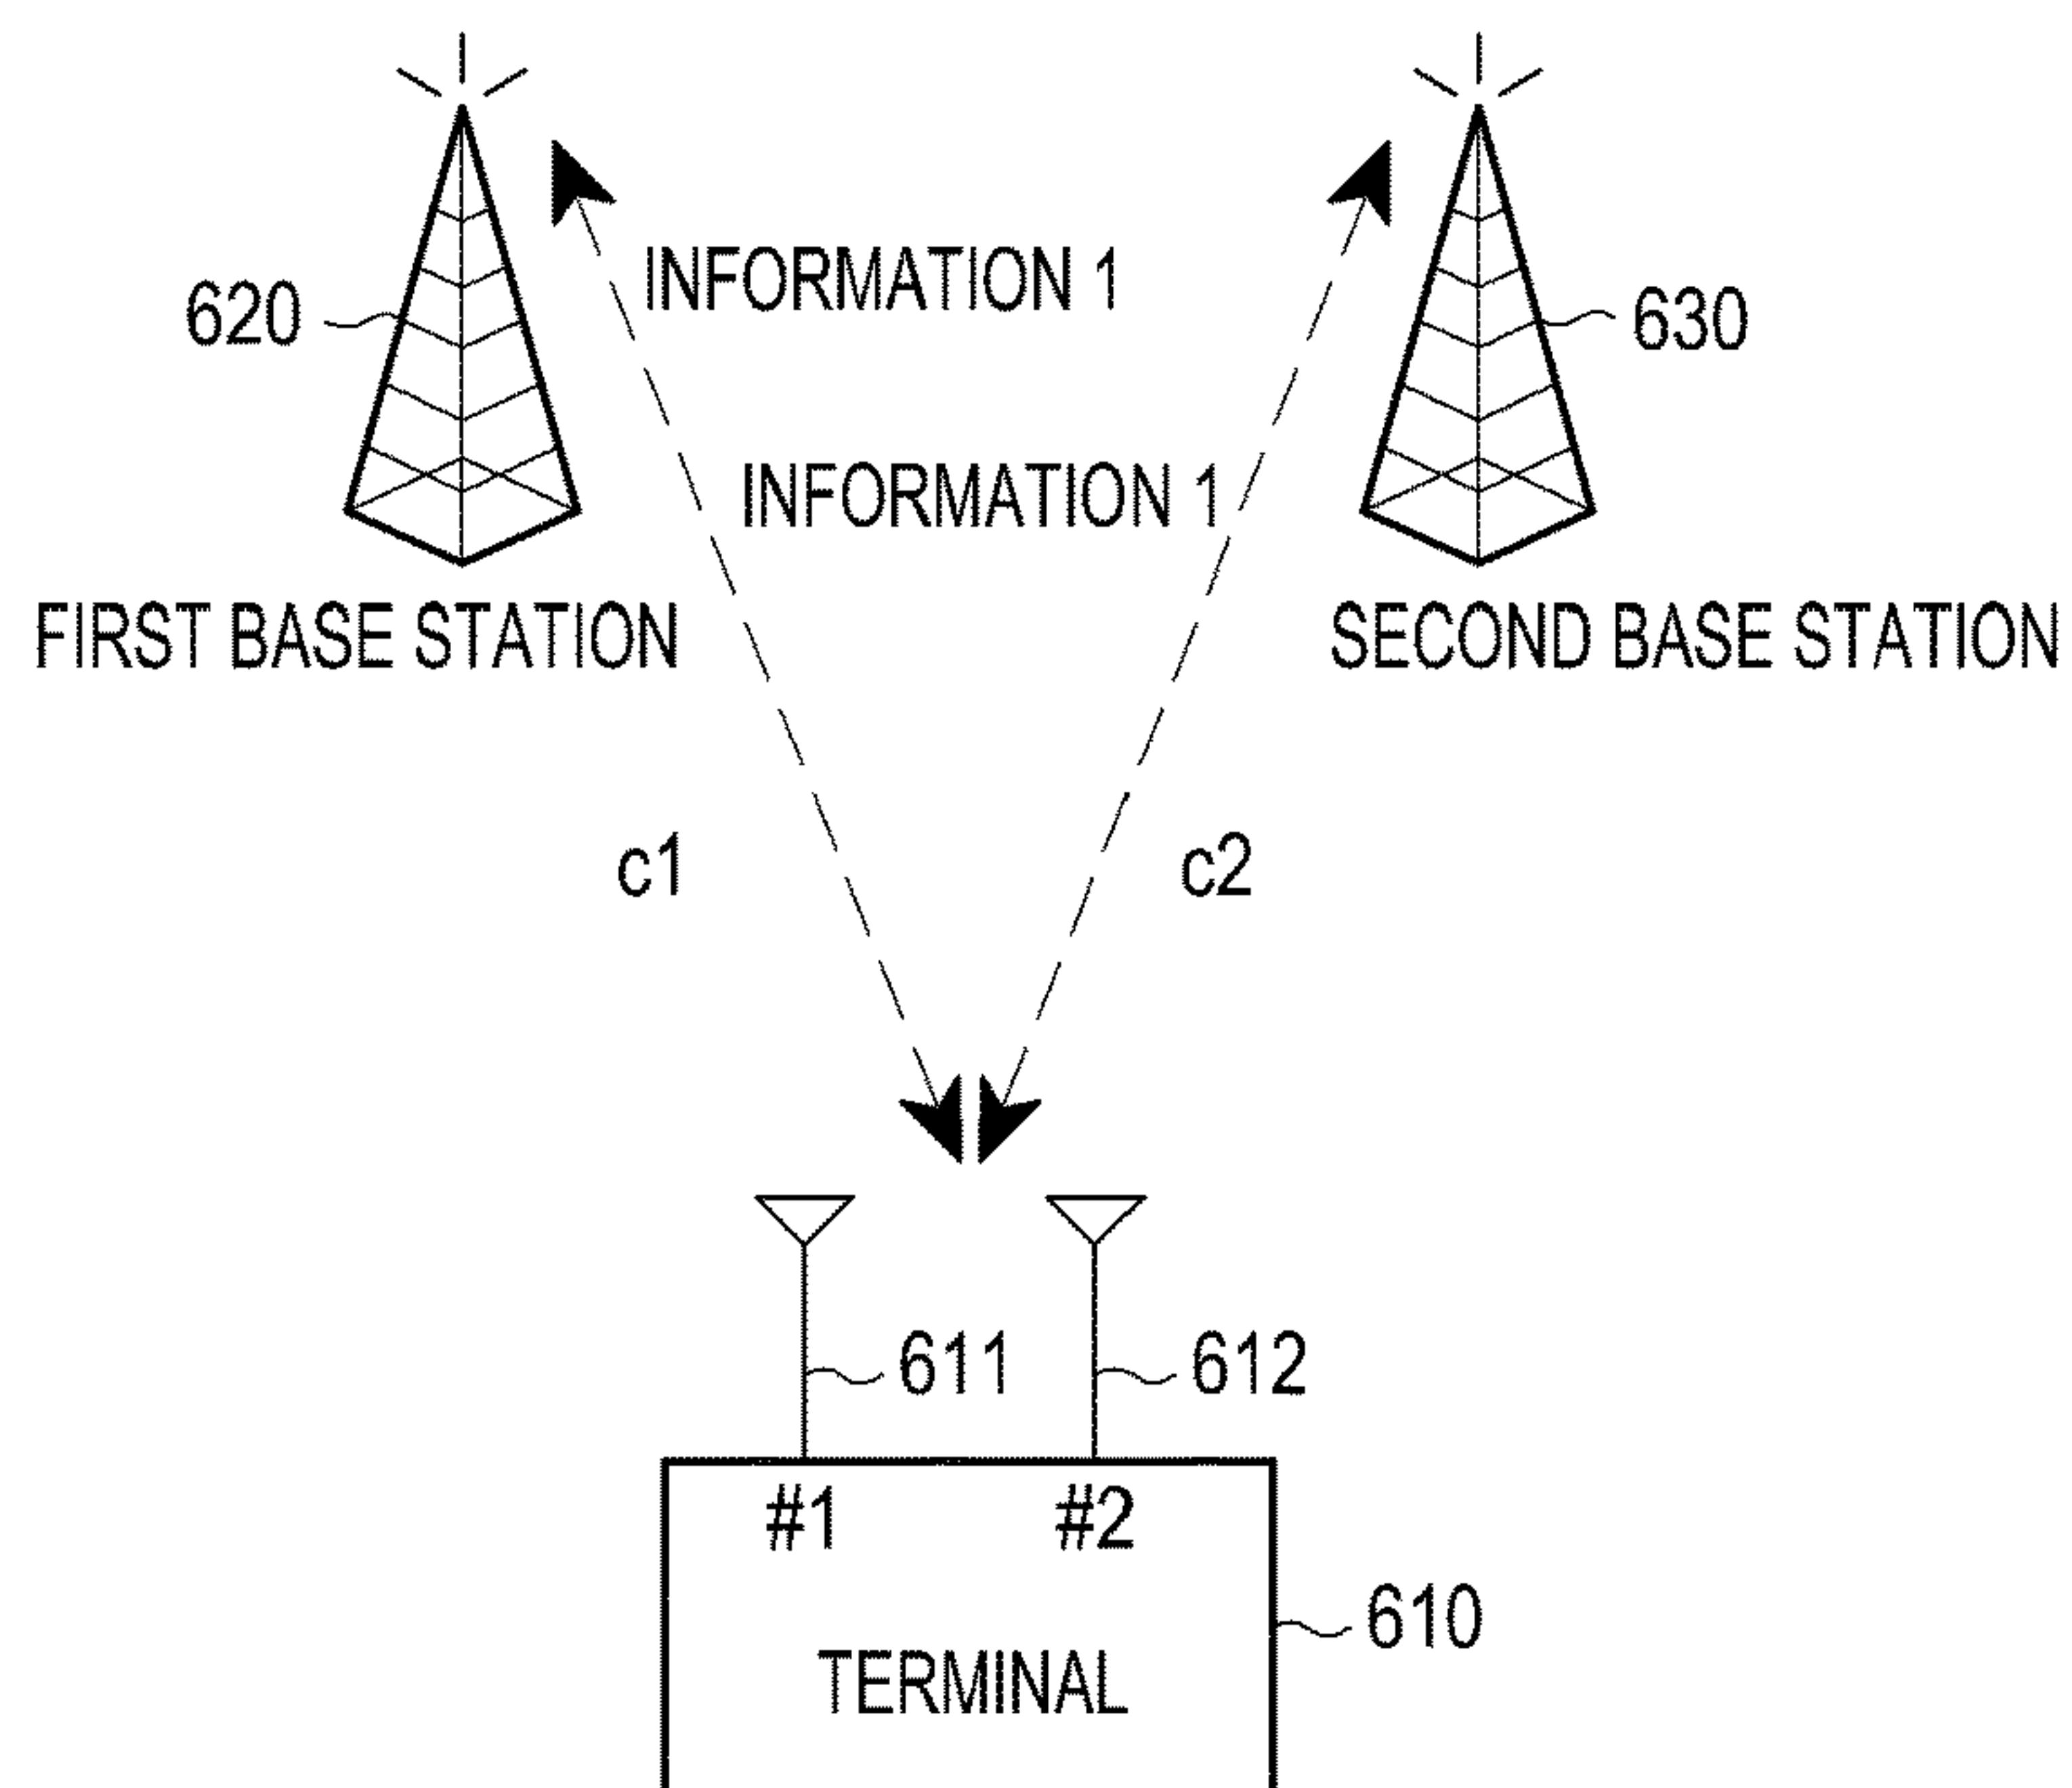 INFORMATION 1
620
630
INFORMATION 1
FIRST BASE STATION
SECOND BASE STATION
c1
c2
611
612
#1
#2
610
TERMINAL